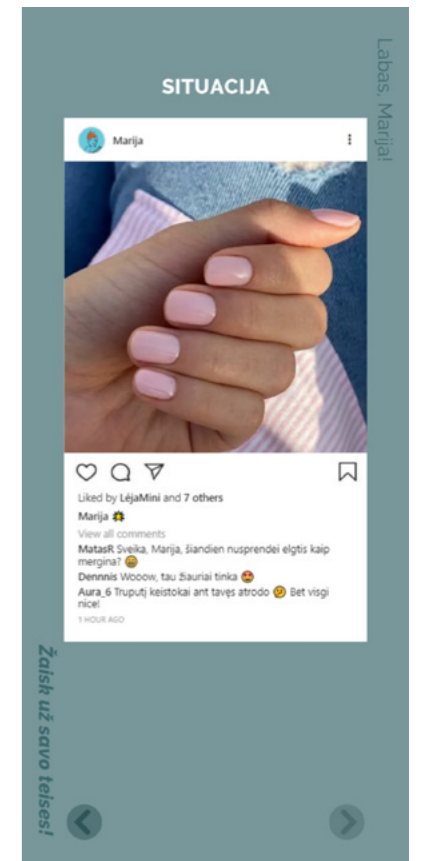 Labas, Marija!
SITUACIJA
Marija
Liked by LėjaMini and 7 others
Marija
View all comments
MatasR Sveika, Marija, šiandien nusprendei elgtis kaip
mergina?
Dennnis Wooow, tau žiauriai tinka
Aura_6 Truputį keistokai ant tavęs atrodo Bet visgi
nice!
1 HOUR AGO
Žaisk už savo teises!